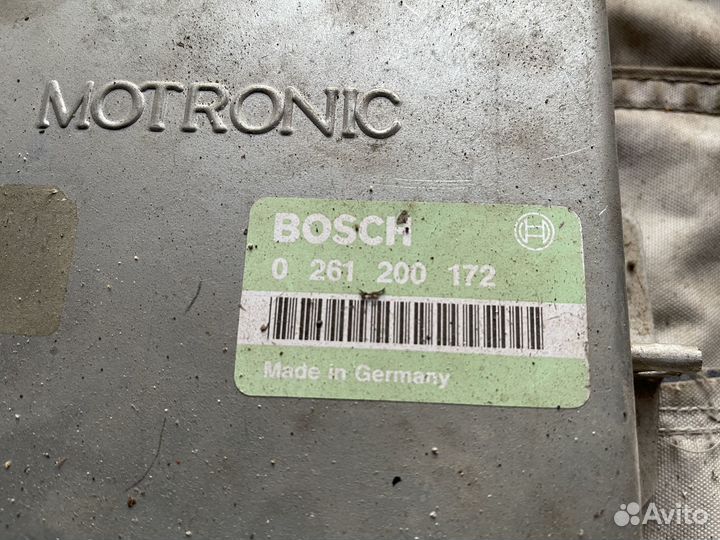 MOTRONIC
BOSCH
0 261 200 172
Made in Germany
Avito